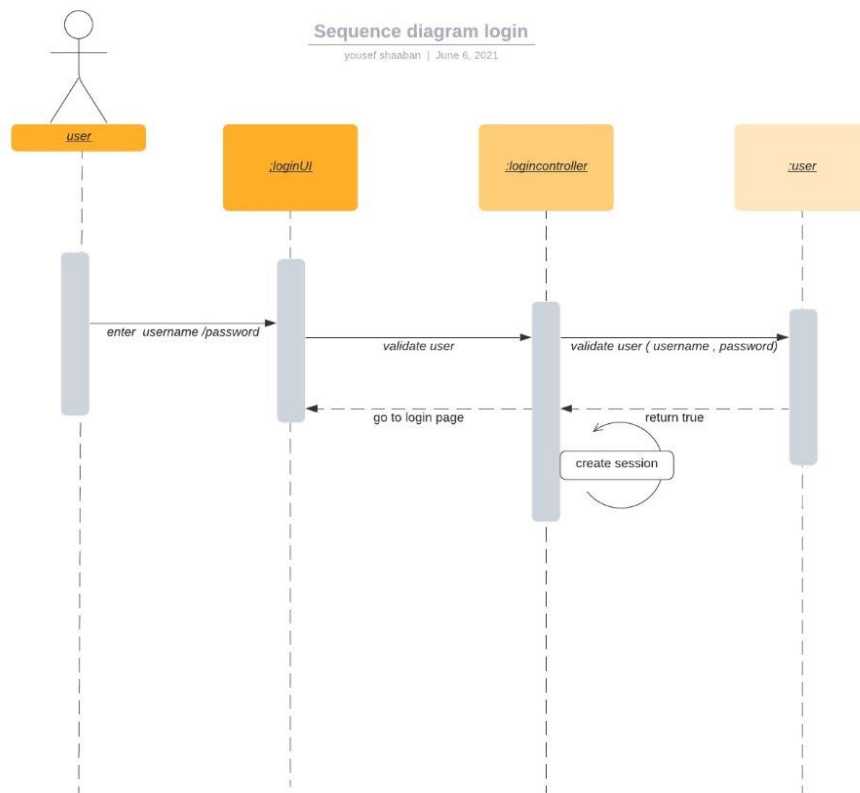 Sequence diagram login
yousef shaaban | June 6, 2021
user
;loginUI
:logincontroller
:user
enter username /password
validate user
validate user ( username , password)
go to login page
return true
create session